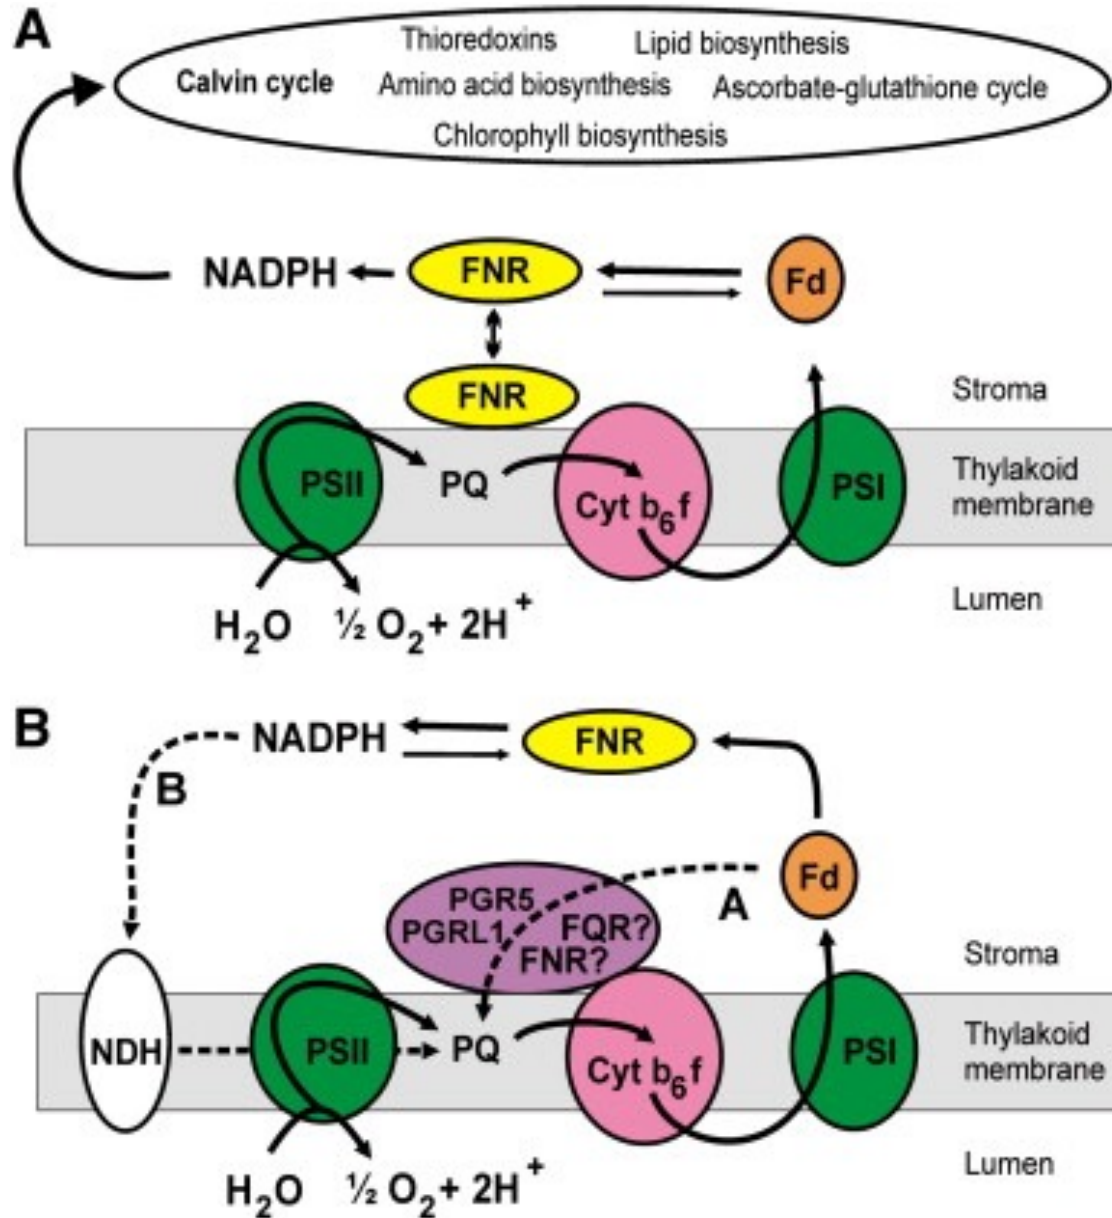 A
Thioredoxins Lipid biosynthesis
Calvin cycle Amino acid biosynthesis Ascorbate-glutathione cycle
Chlorophyll biosynthesis
NADPH FNR Fd
FNR
Stroma
PSII PQ Cyt b₆f PSI Thylakoid
membrane
H₂O ½ O₂ + 2H⁺ Lumen
B
NADPH FNR
B
Fd
A
PGR5
PGRL1 FQR?
FNR?
Stroma
NDH PSII PQ Cyt b₆f PSI Thylakoid
membrane
H₂O ½ O₂ + 2H⁺ Lumen